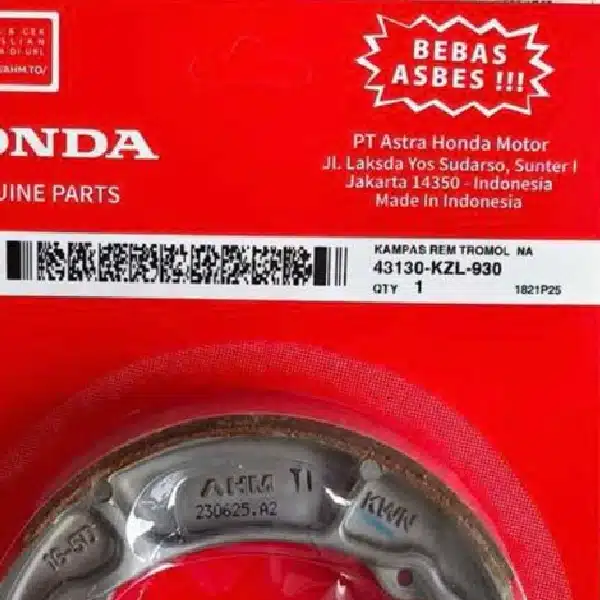 BEBAS
ASBES !!!
ONDA
UINE PARTS
PT Astra Honda Motor
Jl. Laksda Yos Sudarso, Sunter I
Jakarta 14350 - Indonesia
Made In Indonesia
KAMPAS REM TROMOL NA
43130-KZL-930
QTY 1
1821P25
AHM TI
230625.A2
KWN